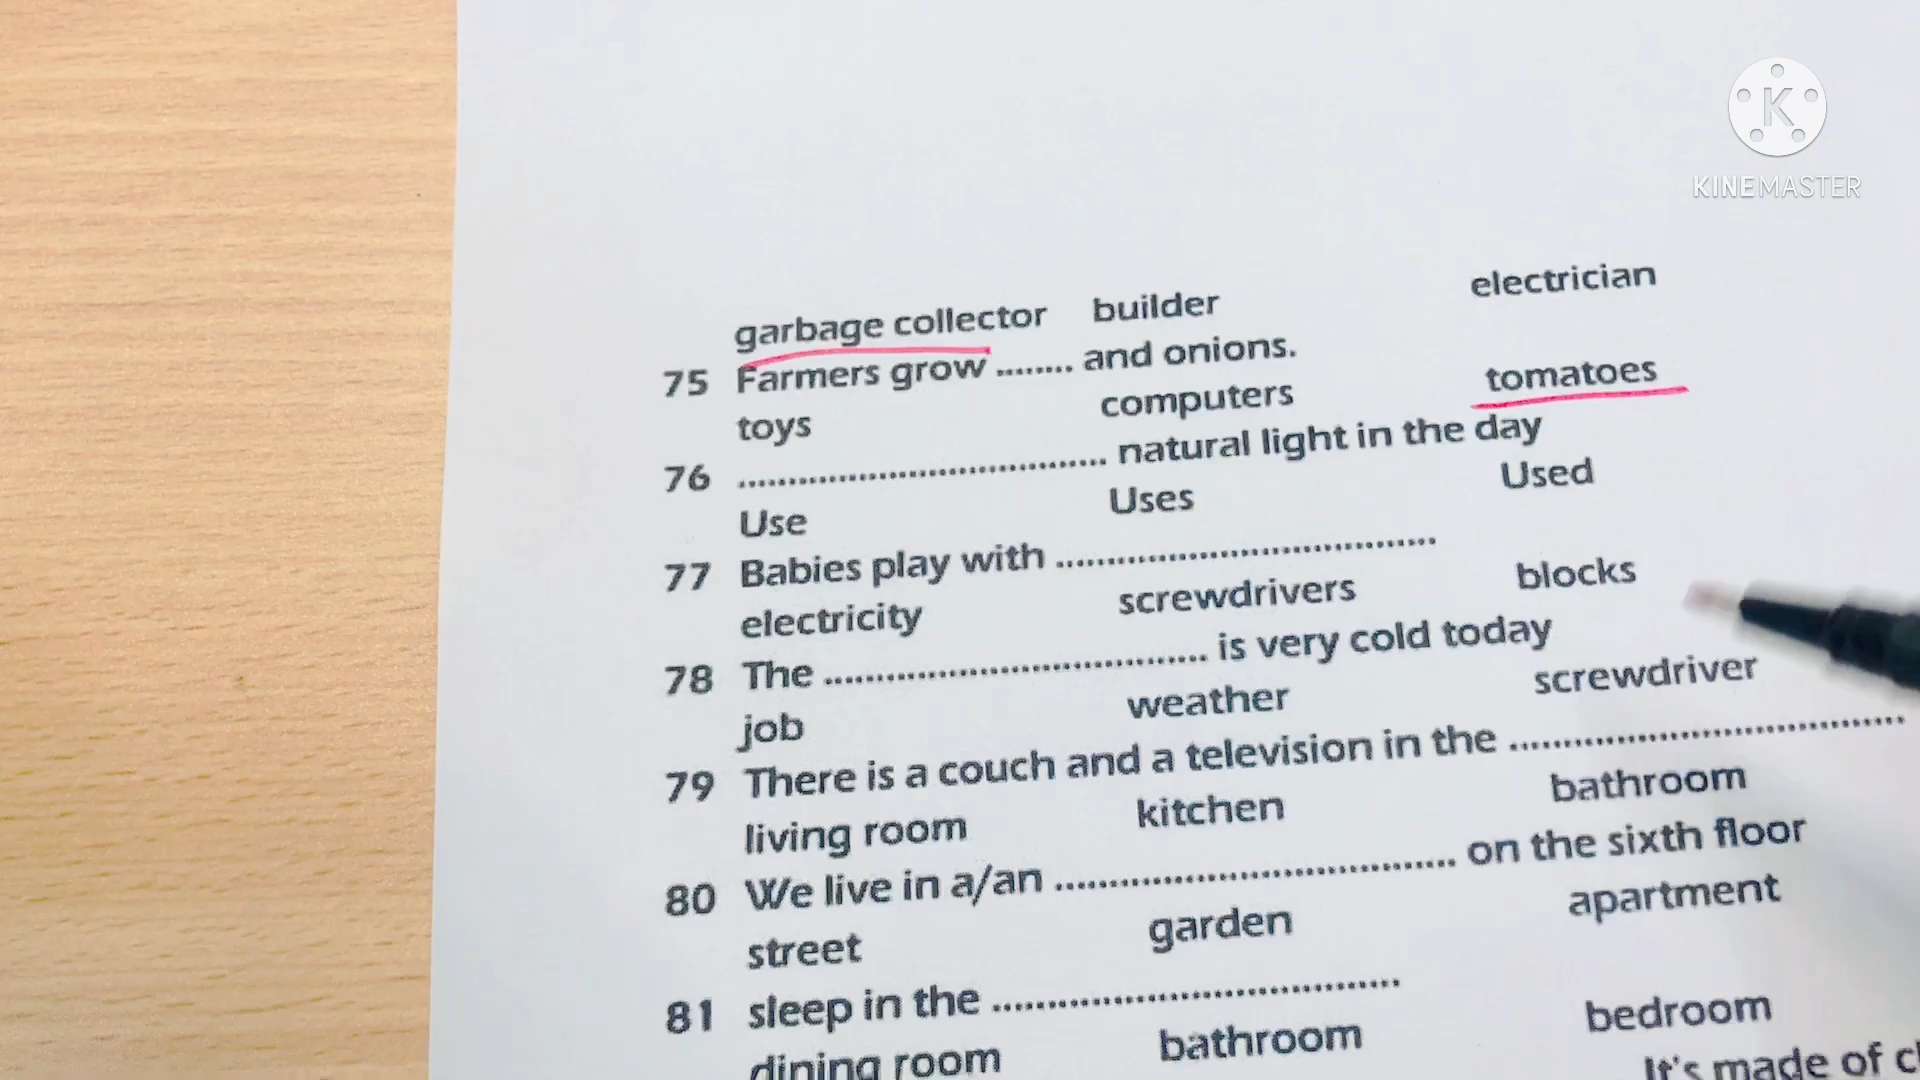 KINEMASTER
garbage collector builder electrician
75 Farmers grow ........ and onions.
toys computers tomatoes
76 .................................. natural light in the day
Use Uses Used
77 Babies play with ...................................
electricity screwdrivers blocks
78 The ................................... is very cold today
job weather screwdriver
79 There is a couch and a television in the ...................................
living room kitchen bathroom
80 We live in a/an ..................................... on the sixth floor
street garden apartment
81 sleep in the .....................................
dining room bathroom bedroom
It's made of